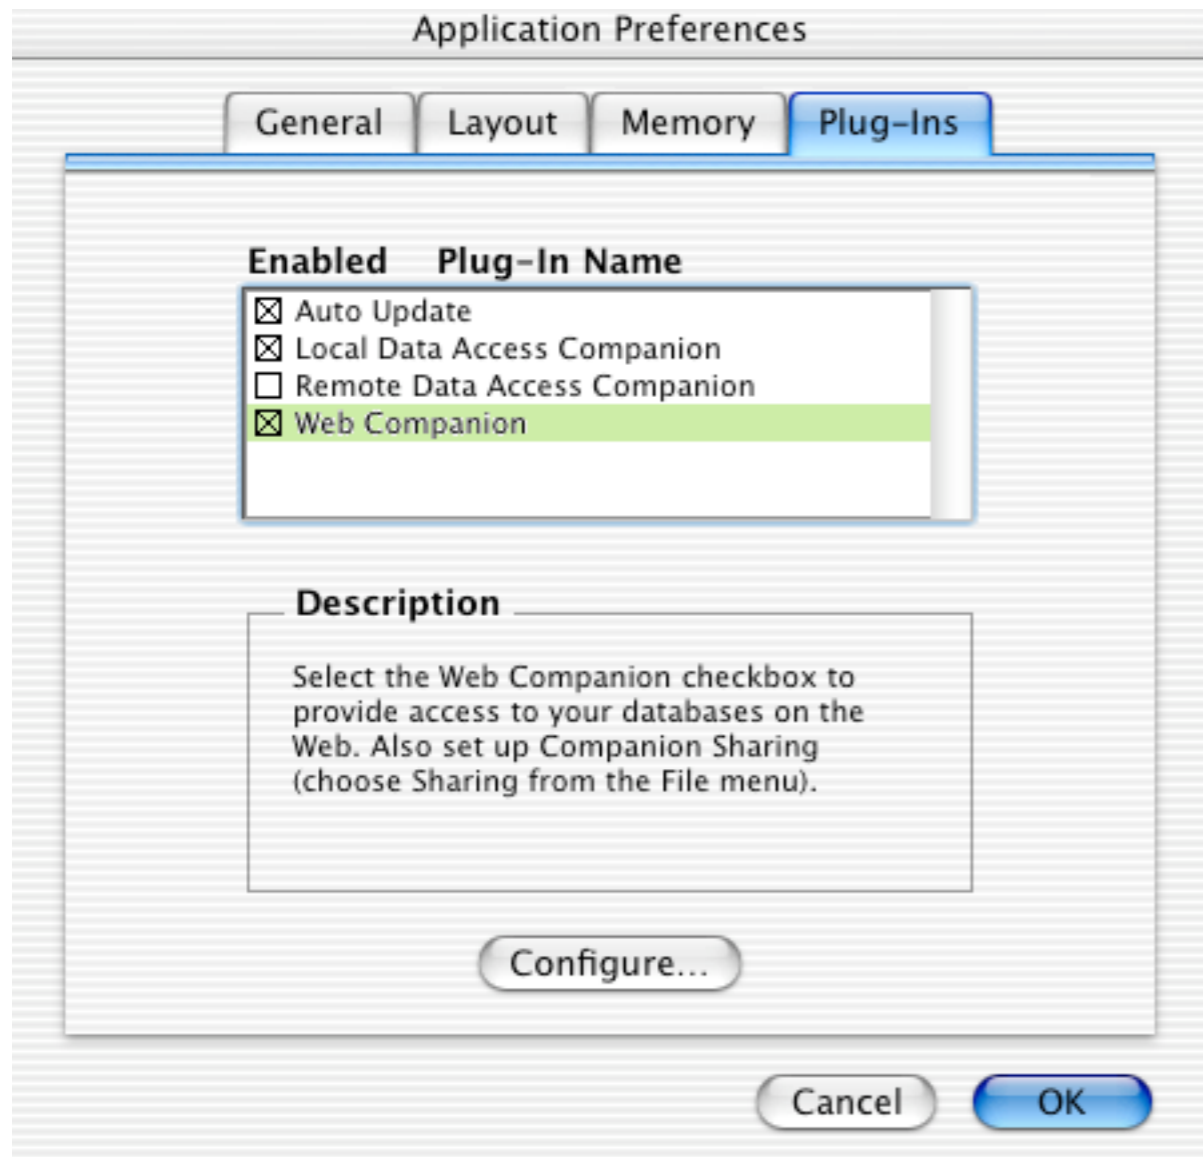 Application Preferences
General Layout Memory Plug-Ins
Enabled Plug-In Name
Auto Update
Local Data Access Companion
Remote Data Access Companion
Web Companion
Description
Select the Web Companion checkbox to
provide access to your databases on the
Web. Also set up Companion Sharing
(choose Sharing from the File menu).
Configure...
Cancel OK